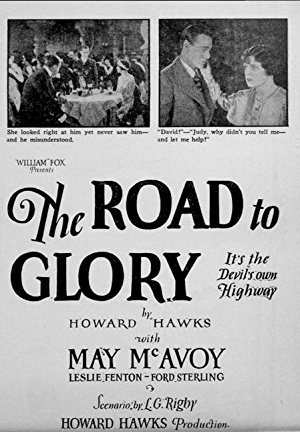 She looked right at him yet never saw him—
and he misunderstood.
"David!"—"Judy, why didn't you tell me—
and let me help?"
WILLIAM FOX
Presents
The ROAD to
GLORY
It's the
Devil's own
Highway
by
HOWARD HAWKS
with
MAY McAVOY
LESLIE FENTON - FORD STERLING
Scenario by L.G. Rigby
HOWARD HAWKS Production